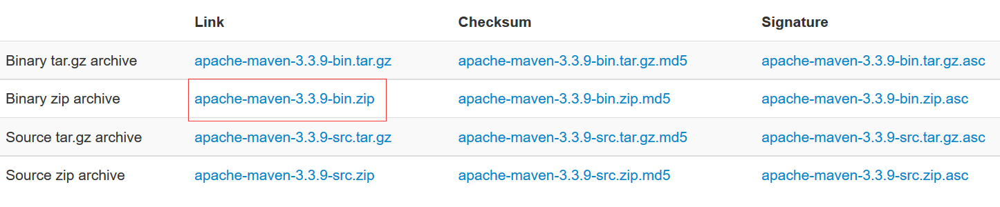 Link Checksum Signature
Binary tar.gz archive apache-maven-3.3.9-bin.tar.gz apache-maven-3.3.9-bin.tar.gz.md5 apache-maven-3.3.9-bin.tar.gz.asc
Binary zip archive apache-maven-3.3.9-bin.zip apache-maven-3.3.9-bin.zip.md5 apache-maven-3.3.9-bin.zip.asc
Source tar.gz archive apache-maven-3.3.9-src.tar.gz apache-maven-3.3.9-src.tar.gz.md5 apache-maven-3.3.9-src.tar.gz.asc
Source zip archive apache-maven-3.3.9-src.zip apache-maven-3.3.9-src.zip.md5 apache-maven-3.3.9-src.zip.asc